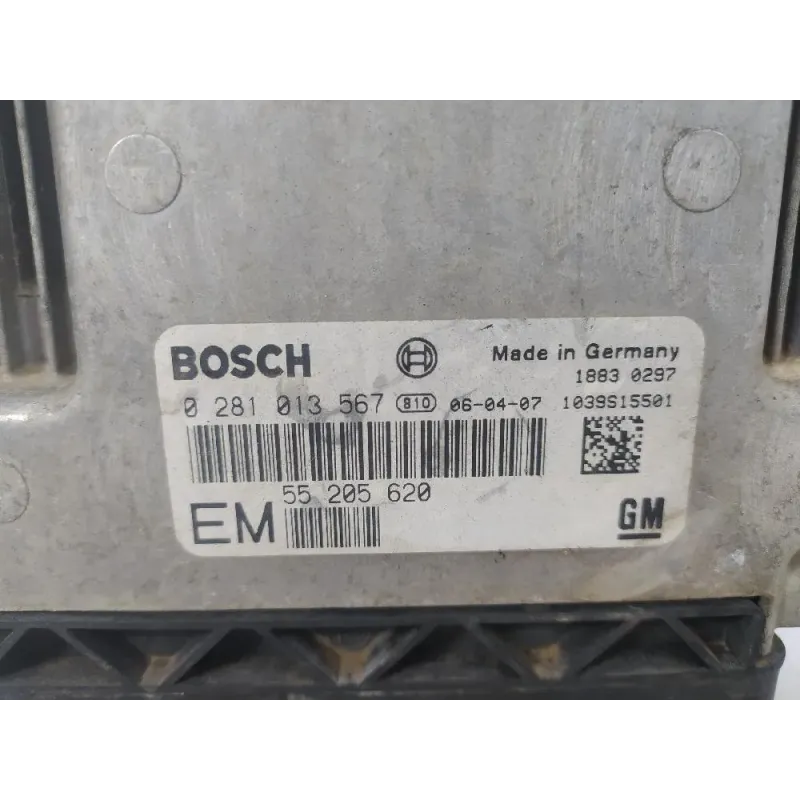 BOSCH Made in Germany
1883 0297
0 281 013 567 810 06-04-07 1039S15501
55 205 620
EM GM